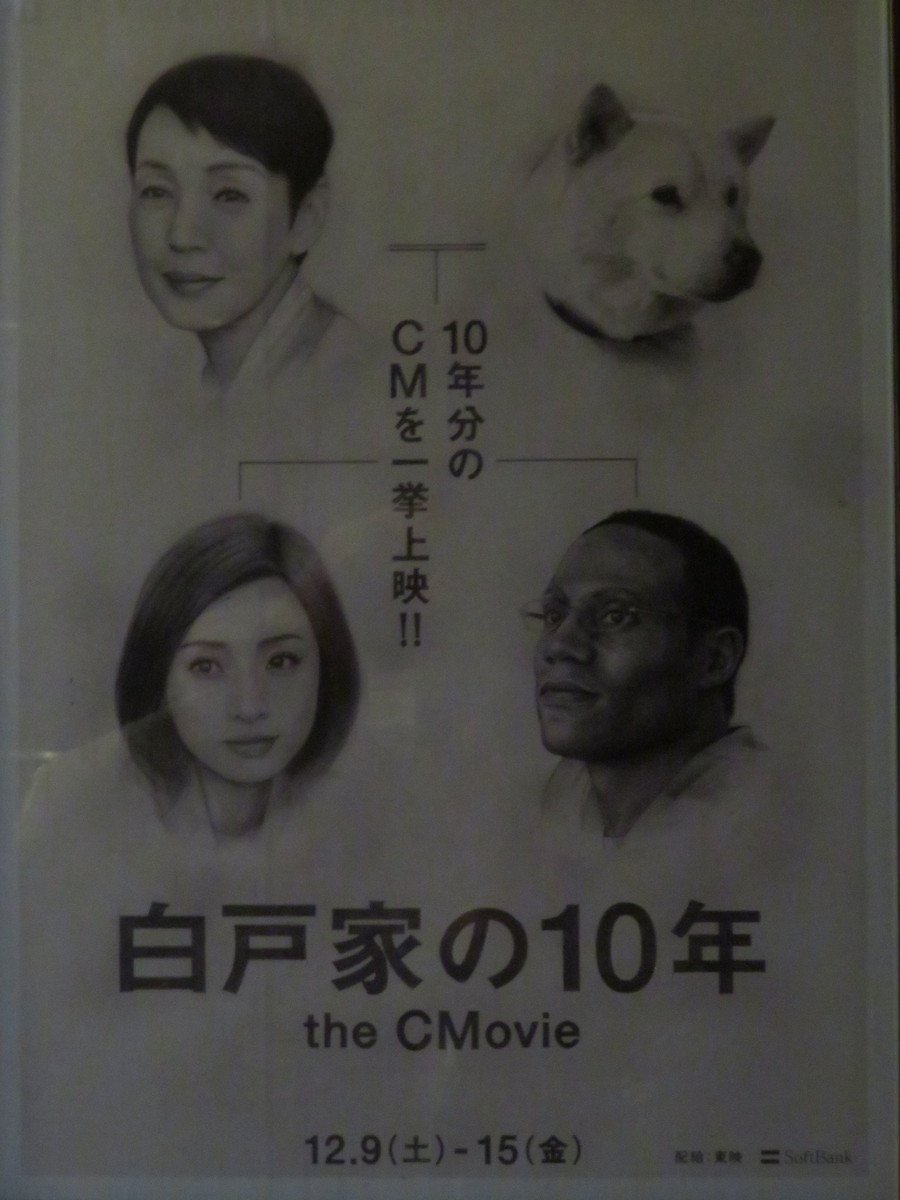 10年分の
CMを一挙上映!!
白戸家の10年
the CMovie
12.9(土)-15(金)
配給:東映 SoftBank